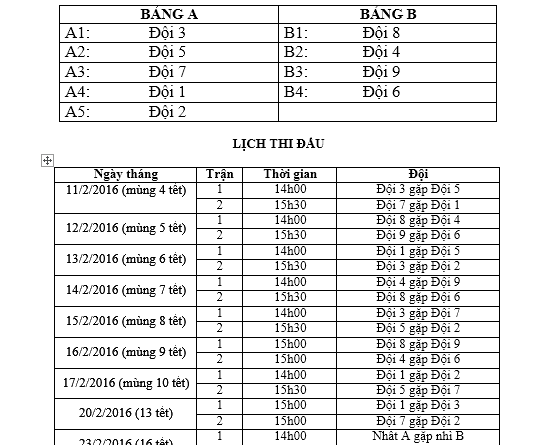 BẢNG A BẢNG B
A1: Đội 3 B1: Đội 8
A2: Đội 5 B2: Đội 4
A3: Đội 7 B3: Đội 9
A4: Đội 1 B4: Đội 6
A5: Đội 2
LỊCH THI ĐẤU
Ngày tháng Trận Thời gian Đội
11/2/2016 (mùng 4 tết) 1 14h00 Đội 3 gặp Đội 5
2 15h30 Đội 7 gặp Đội 1
12/2/2016 (mùng 5 tết) 1 14h00 Đội 8 gặp Đội 4
2 15h30 Đội 9 gặp Đội 6
13/2/2016 (mùng 6 tết) 1 14h00 Đội 1 gặp Đội 5
2 15h30 Đội 3 gặp Đội 2
14/2/2016 (mùng 7 tết) 1 14h00 Đội 4 gặp Đội 9
2 15h30 Đội 8 gặp Đội 6
15/2/2016 (mùng 8 tết) 1 14h00 Đội 3 gặp Đội 7
2 15h30 Đội 5 gặp Đội 2
16/2/2016 (mùng 9 tết) 1 15h00 Đội 8 gặp Đội 9
2 15h00 Đội 4 gặp Đội 6
17/2/2016 (mùng 10 tết) 1 14h00 Đội 1 gặp Đội 2
2 15h30 Đội 5 gặp Đội 7
20/2/2016 (13 tết) 1 15h00 Đội 1 gặp Đội 3
2 15h00 Đội 7 gặp Đội 2
23/2/2016 (16 tết) 1 14h00 Nhất A gặp nhì B